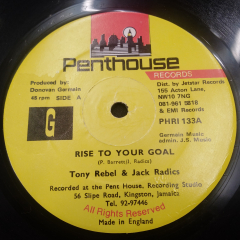 Penthouse
RECORDS
Produced by:
Donovan Germain
45 rpm SIDE A
Dist. by Jetstar Records
155 Acton Lane,
NW10 7NG
081-961 5818
& EMI Records
PHRI 133A
G
Germain Music
admin. J.S. Music
RISE TO YOUR GOAL
(P. Barnett/J. Radics)
Tony Rebel & Jack Radics
Recorded at the Pent House, Recording Studio
56 Slipe Road, Kingston, Jamaica
Tel. 92-97446
All Rights Reserved
Made in England